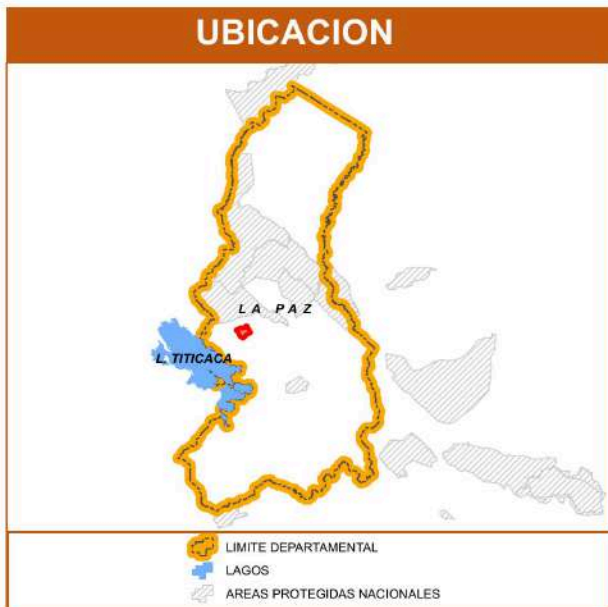 UBICACION
LA PAZ
L. TITICACA
LIMITE DEPARTAMENTAL
LAGOS
AREAS PROTEGIDAS NACIONALES